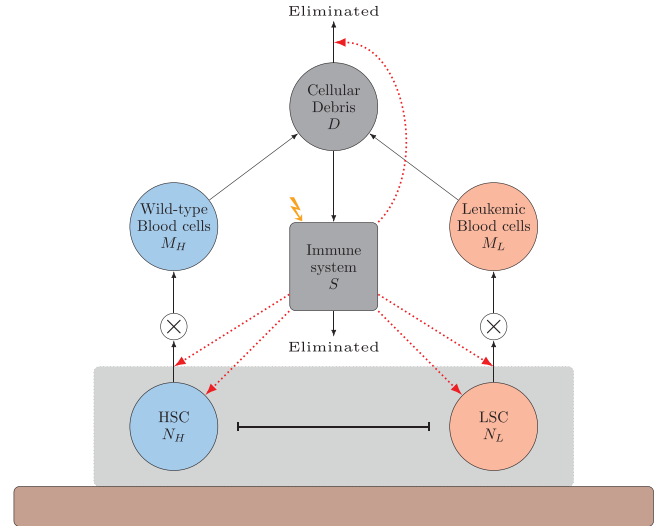 Eliminated
Cellular
Debris
D
Wild-type
Blood cells
M_H
Leukemic
Blood cells
M_L
Immune
system
S
Eliminated
HSC
N_H
LSC
N_L